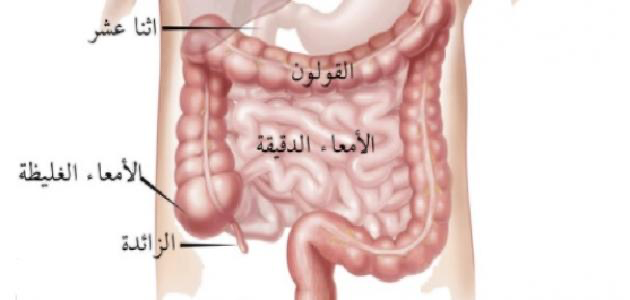 اثنا عشر
القولون
الأمعاء الدقيقة
الأمعاء الغليظة
الزائدة